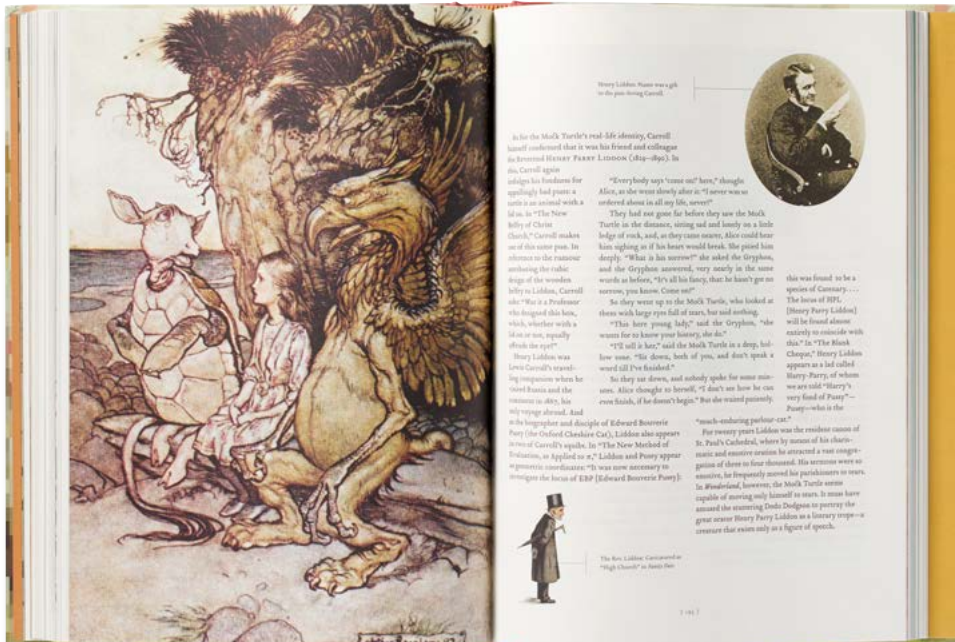 Henry Liddon: Name was a gift
to the pun-loving Carroll
As for the Mock Turtle's real-life identity, Carroll
himself confirmed that it was his friend and colleague
the Reverend HENRY PARRY LIDDON (1829–1890). In
this, Carroll again
indulges his fondness for
appallingly bad puns: a
turtle is an animal with a
lid on. In "The New
Belfry of Christ
Church," Carroll makes
use of this same pun. In
reference to the rumour
attributing the cubic
design of the wooden
belfry to Liddon, Carroll
asks: "Was it a Professor
who designed this box,
which, whether with a
lid on or not, equally
offends the eye?"
Henry Liddon was
Lewis Carroll's travel-
ling companion when he
visited Russia and the
continent in 1867, his
only voyage abroad. And
as the biographer and disciple of Edward Bouverie
Pusey (the Oxford Cheshire Cat), Liddon also appears
in two of Carroll's squibs. In "The New Method of
Evaluation, as Applied to π," Liddon and Pusey appear
as geometric coordinates: "It was now necessary to
investigate the locus of EBP [Edward Bouverie Pusey]:
"Everybody says 'come on!' here," thought
Alice, as she went slowly after it: "I never was so
ordered about in all my life, never!"
They had not gone far before they saw the Mock
Turtle in the distance, sitting sad and lonely on a little
ledge of rock, and, as they came nearer, Alice could hear
him sighing as if his heart would break. She pitied him
deeply. "What is his sorrow?" she asked the Gryphon,
and the Gryphon answered, very nearly in the same
words as before, "It's all his fancy, that: he hasn't got no
sorrow, you know. Come on!"
So they went up to the Mock Turtle, who looked at
them with large eyes full of tears, but said nothing.
"This here young lady," said the Gryphon, "she
wants for to know your history, she do."
"I'll tell it her," said the Mock Turtle in a deep, hol-
low tone. "Sit down, both of you, and don't speak a
word till I've finished."
So they sat down, and nobody spoke for some min-
utes. Alice thought to herself, "I don't see how he can
even finish, if he doesn't begin." But she waited patiently.
this was found to be a
species of Catenary. . . .
The locus of HPL
[Henry Parry Liddon]
will be found almost
entirely to coincide with
this." In "The Blank
Cheque," Henry Liddon
appears as a lad called
Harry-Parry, of whom
we are told "Harry's
very fond of Pussy"—
Pussy—who is the
"much-enduring parlour-cat."
For twenty years Liddon was the resident canon of
St. Paul's Cathedral, where by means of his charis-
matic and emotive oration he attracted a vast congre-
gation of three to four thousand. His sermons were so
emotive, he frequently moved his parishioners to tears.
In Wonderland, however, the Mock Turtle seems
capable of moving only himself to tears. It must have
amused the stuttering Dodo Dodgson to portray the
great orator Henry Parry Liddon as a literary trope—a
creature that exists only as a figure of speech.
The Rev. Liddon: Caricatured as
"High Church" in Vanity Fair